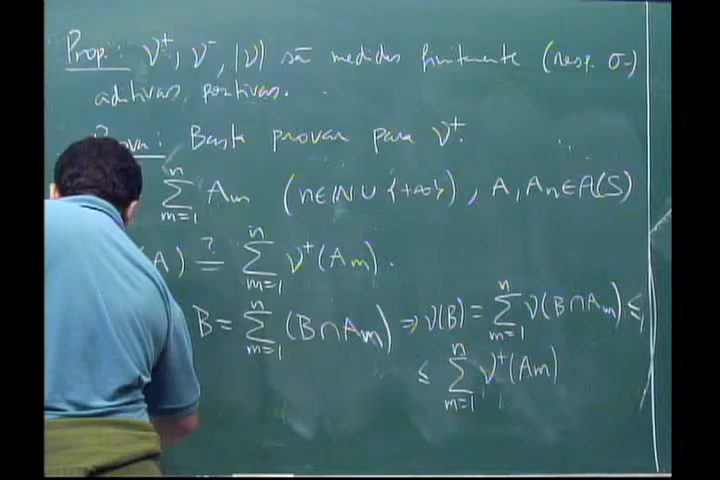 Prop.: ν⁺, ν⁻, |ν| são medidas finitamente (resp. σ-)
aditivas, positivas.
Prova: Basta provar para ν⁺.
∑_{m=1}^{n} A_m (n∈ℕ∪{+∞}), A, A_n∈A(S)
(A) ≟ ∑_{m=1}^{n} ν⁺(A_m).
B = ∑_{m=1}^{n} (B∩A_m) ⇒ ν(B) = ∑_{m=1}^{n} ν(B∩A_m) ≤
≤ ∑_{m=1}^{n} ν⁺(A_m)